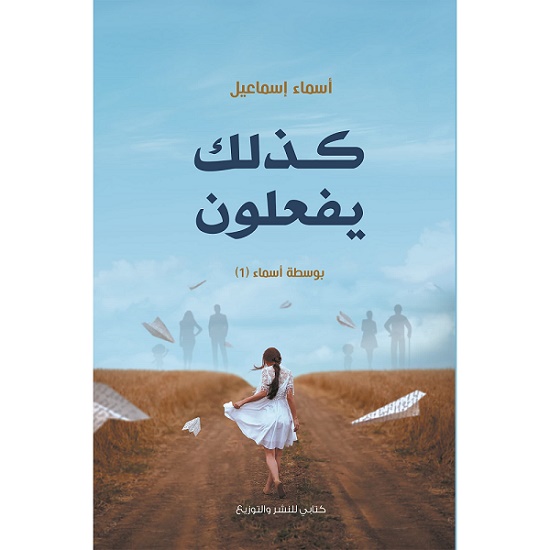 أسماء إسماعيل
كذلك
يفعلون
بوسطة أسماء (1)
كتابي للنشر والتوزيع